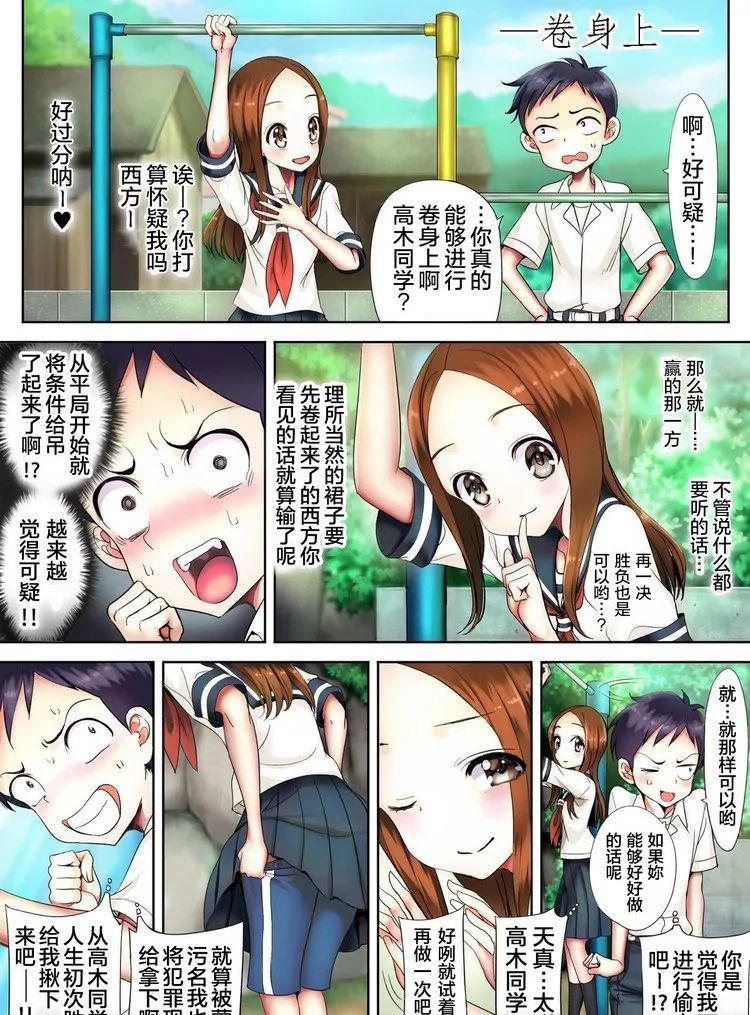 —卷身上—
啊…好可疑…!
…你真的
能够进行
卷身上啊
高木同学?
诶ー?你打
算怀疑我吗
西方ー
好过分呐ー♥
那么就……
赢的那一方
不管说什么都
要听的话…
再一决
胜负也是
可以哟…?
理所当然的裙子要
先卷起来了的西方你
看见的话就算输了呢
从平局开始就
将条件给吊
了起来了啊!?
越来越
觉得可疑!!
就…就那样可以哟
如果妳
能够好好做
的话呢
你是
觉得我
进行偷
吧ー!?
天真…太
高木同学
好咧就试着
再做一次吧
就算被蒙
污名我也
将犯罪现
给拿下啊
从高木同学
人生初次胜
给我揪下
来吧ー!!